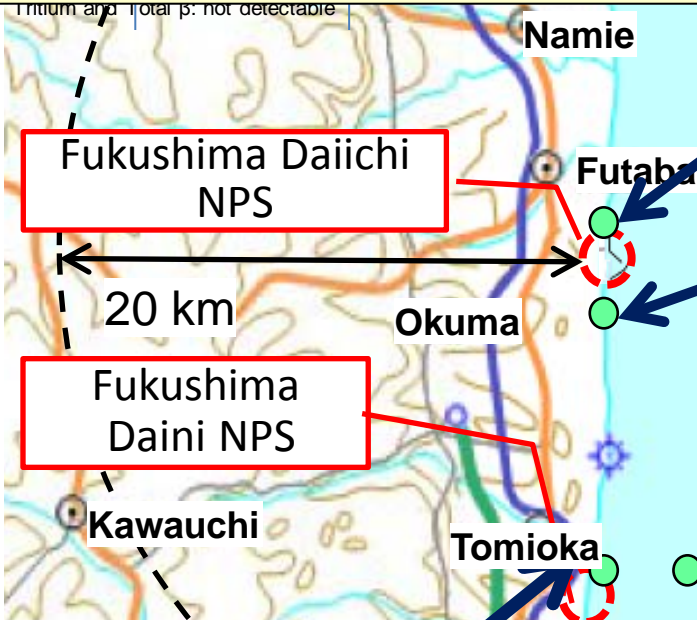 Tritium and Total β: not detectable
Namie
Fukushima Daiichi
NPS
Futaba
20 km
Okuma
Fukushima
Daini NPS
Kawauchi
Tomioka